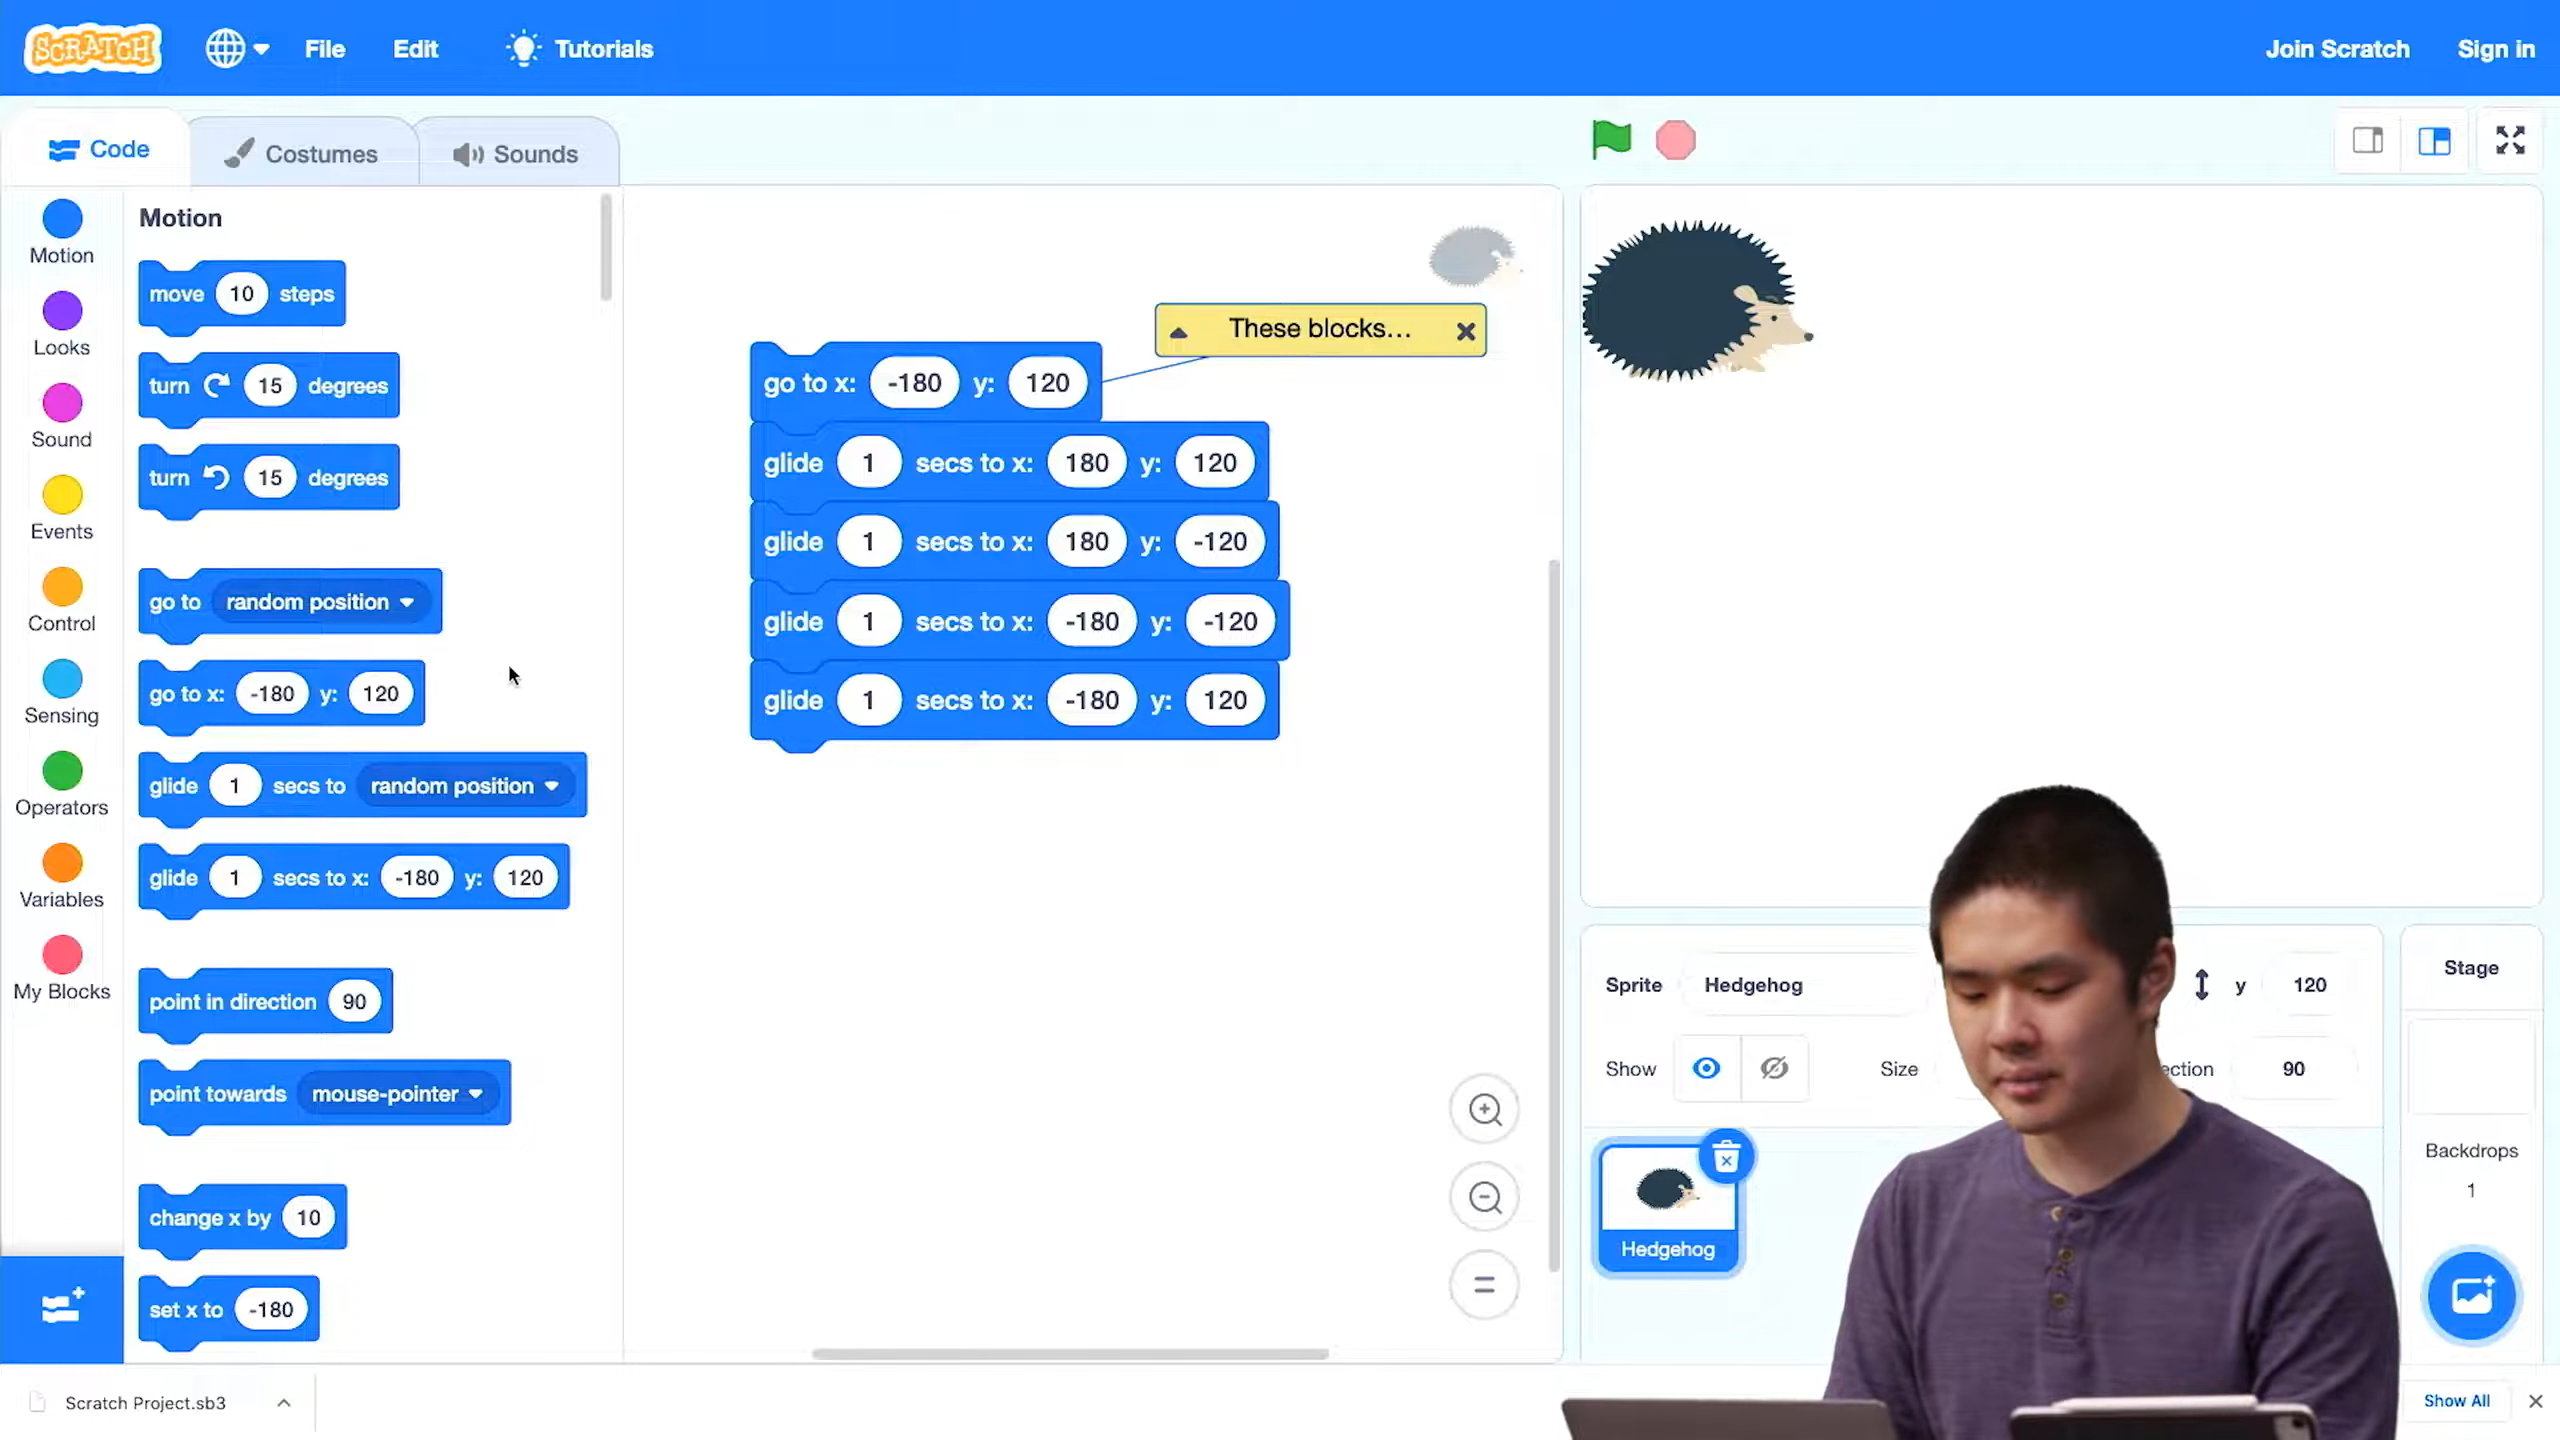 SCRATCH File Edit Tutorials Join Scratch Sign in
Code Costumes Sounds
Motion
Looks
Sound
Events
Control
Sensing
Operators
Variables
My Blocks
Motion
move 10 steps
turn 15 degrees
turn 15 degrees
go to random position
go to x: -180 y: 120
glide 1 secs to random position
glide 1 secs to x: -180 y: 120
point in direction 90
point towards mouse-pointer
change x by 10
set x to -180
These blocks...
go to x: -180 y: 120
glide 1 secs to x: 180 y: 120
glide 1 secs to x: 180 y: -120
glide 1 secs to x: -180 y: -120
glide 1 secs to x: -180 y: 120
Sprite Hedgehog y 120
Show Size ection 90
Hedgehog
Stage
Backdrops
1
Scratch Project.sb3
Show All